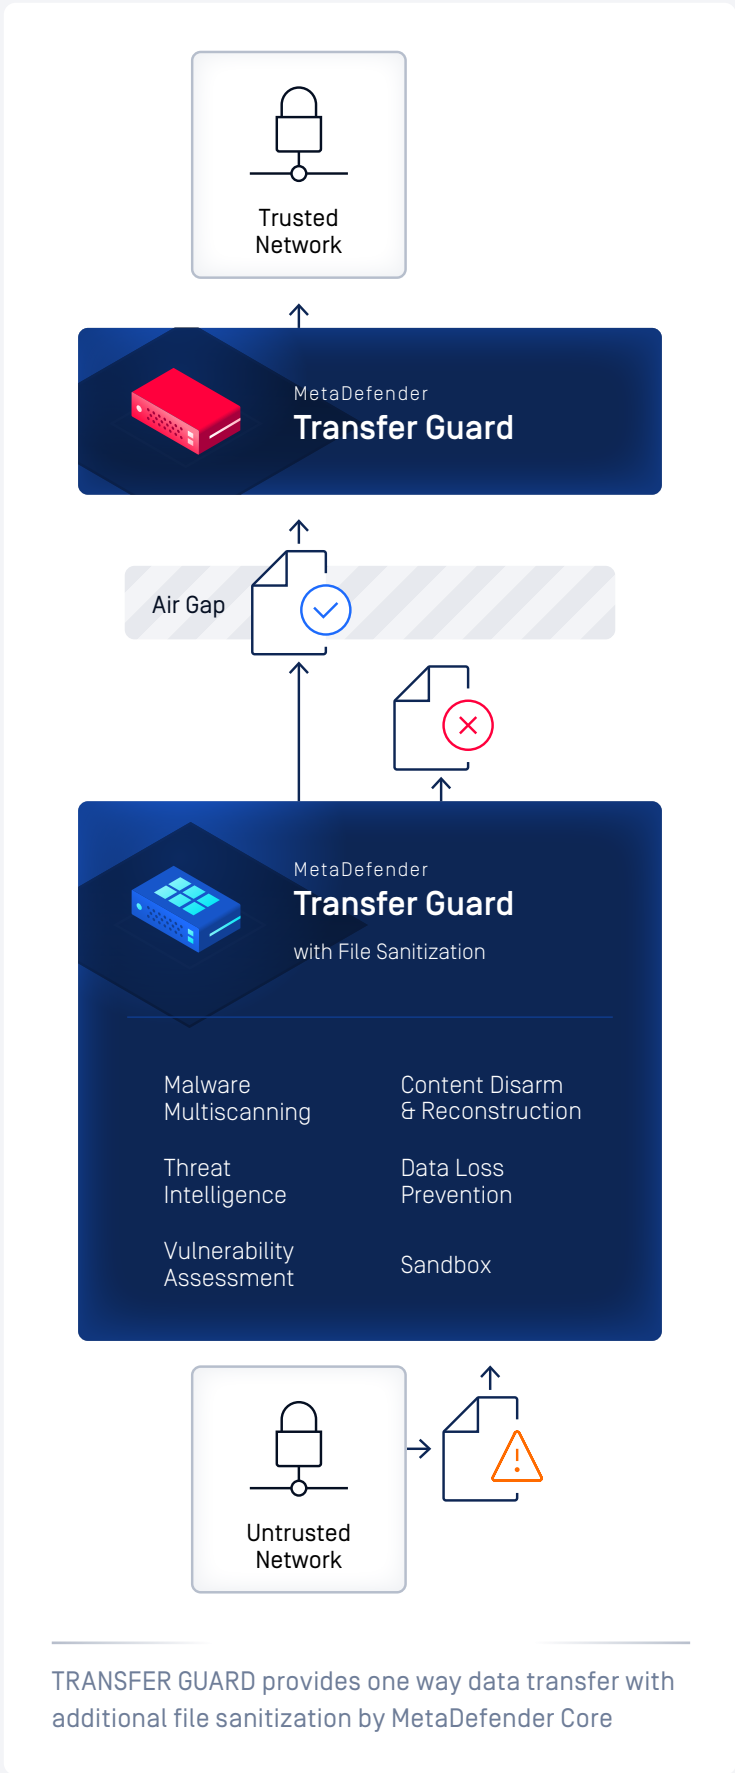 Trusted
Network
MetaDefender
Transfer Guard
Air Gap
MetaDefender
Transfer Guard
with File Sanitization
Malware
Multiscanning
Content Disarm
& Reconstruction
Threat
Intelligence
Data Loss
Prevention
Vulnerability
Assessment
Sandbox
Untrusted
Network
TRANSFER GUARD provides one way data transfer with
additional file sanitization by MetaDefender Core